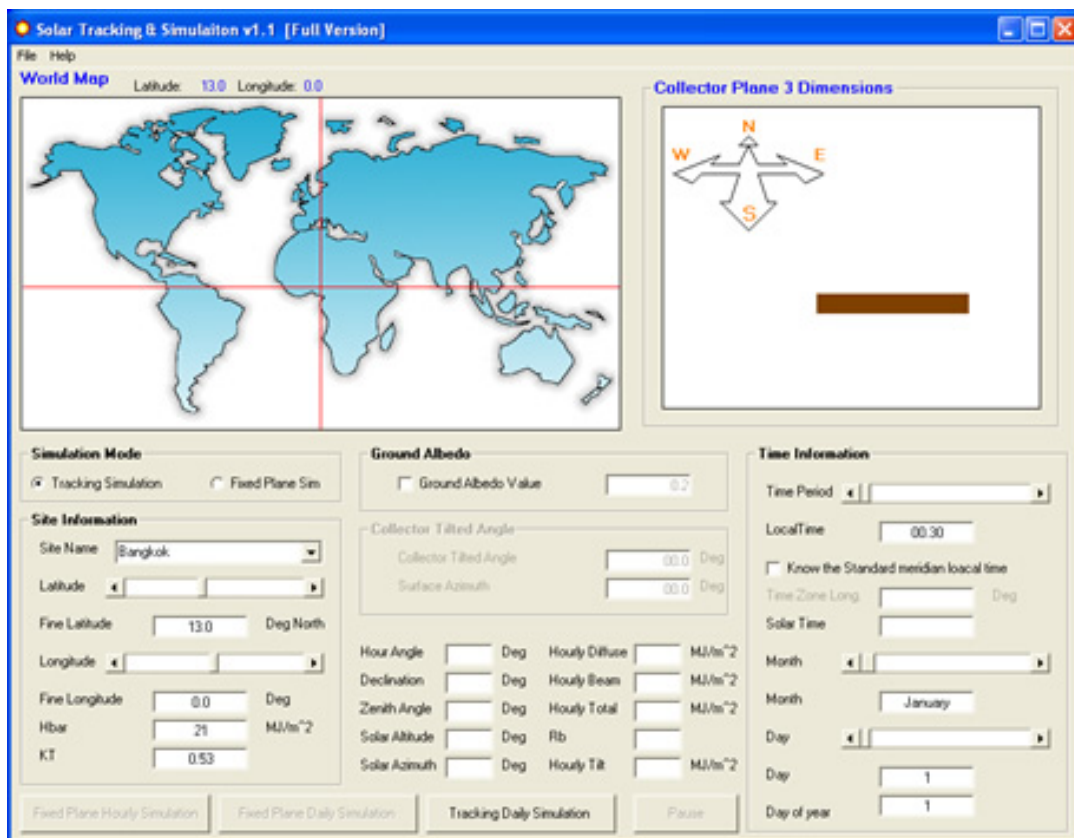 Solar Tracking & Simulaiton v1.1 [Full Version]
File Help
World Map Latitude: 13.0 Longitude: 0.0
Collector Plane 3 Dimensions
N
W E
S
Simulation Mode
Tracking Simulation Fixed Plane Sim
Site Information
Site Name Bangkok
Latitude
Fine Latitude 13.0 Deg North
Longitude
Fine Longitude 0.0 Deg
Hbar 21 MJ/m^2
KT 0.53
Ground Albedo
Ground Albedo Value 0.2
Collector Tilted Angle
Collector Tilted Angle 00.0 Deg
Surface Azimuth 00.0 Deg
Hour Angle Deg Hourly Diffuse MJ/m^2
Declination Deg Hourly Beam MJ/m^2
Zenith Angle Deg Hourly Total MJ/m^2
Solar Altitude Deg Rb
Solar Azimuth Deg Hourly Tilt MJ/m^2
Time Information
Time Period
LocalTime 00.30
Know the Standard meridian loacal time
Time Zone Long. Deg
Solar Time
Month
Month January
Day
Day 1
Day of year 1
Fixed Plane Hourly Simulation Fixed Plane Daily Simulation Tracking Daily Simulation Pause